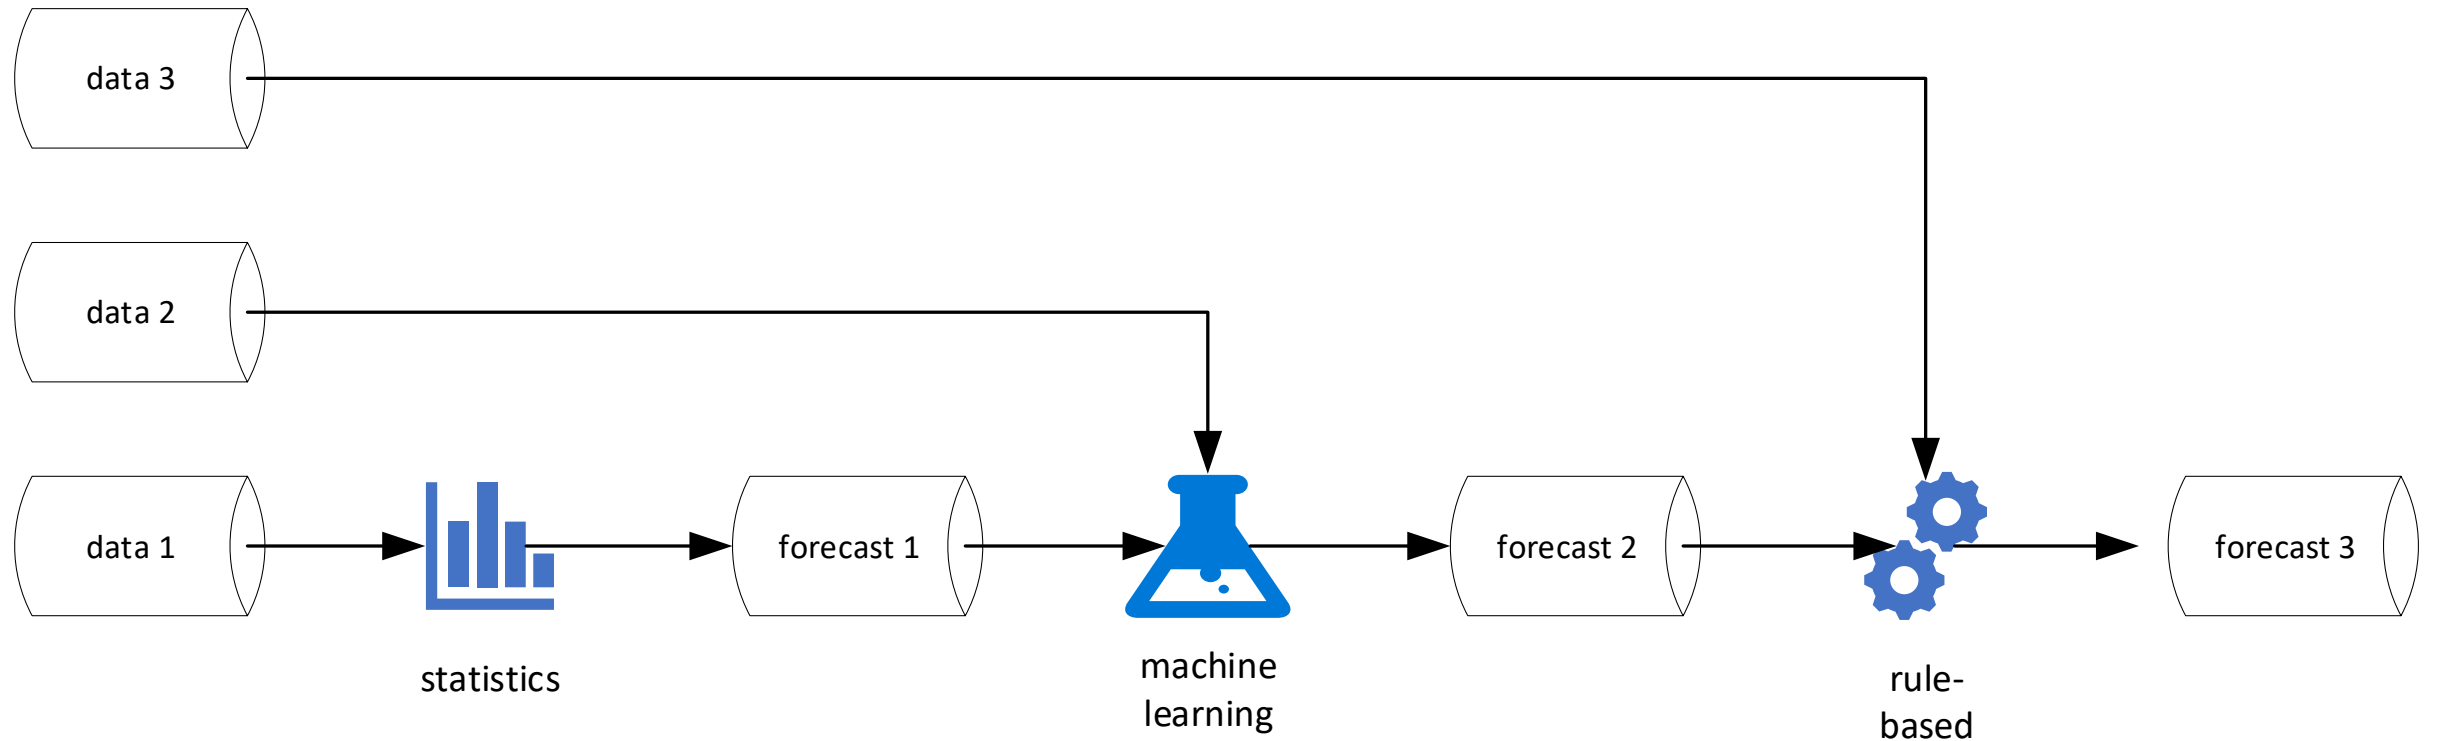 data 3
data 2
data 1
forecast 1
forecast 2
forecast 3
statistics
machine
learning
rule-
based